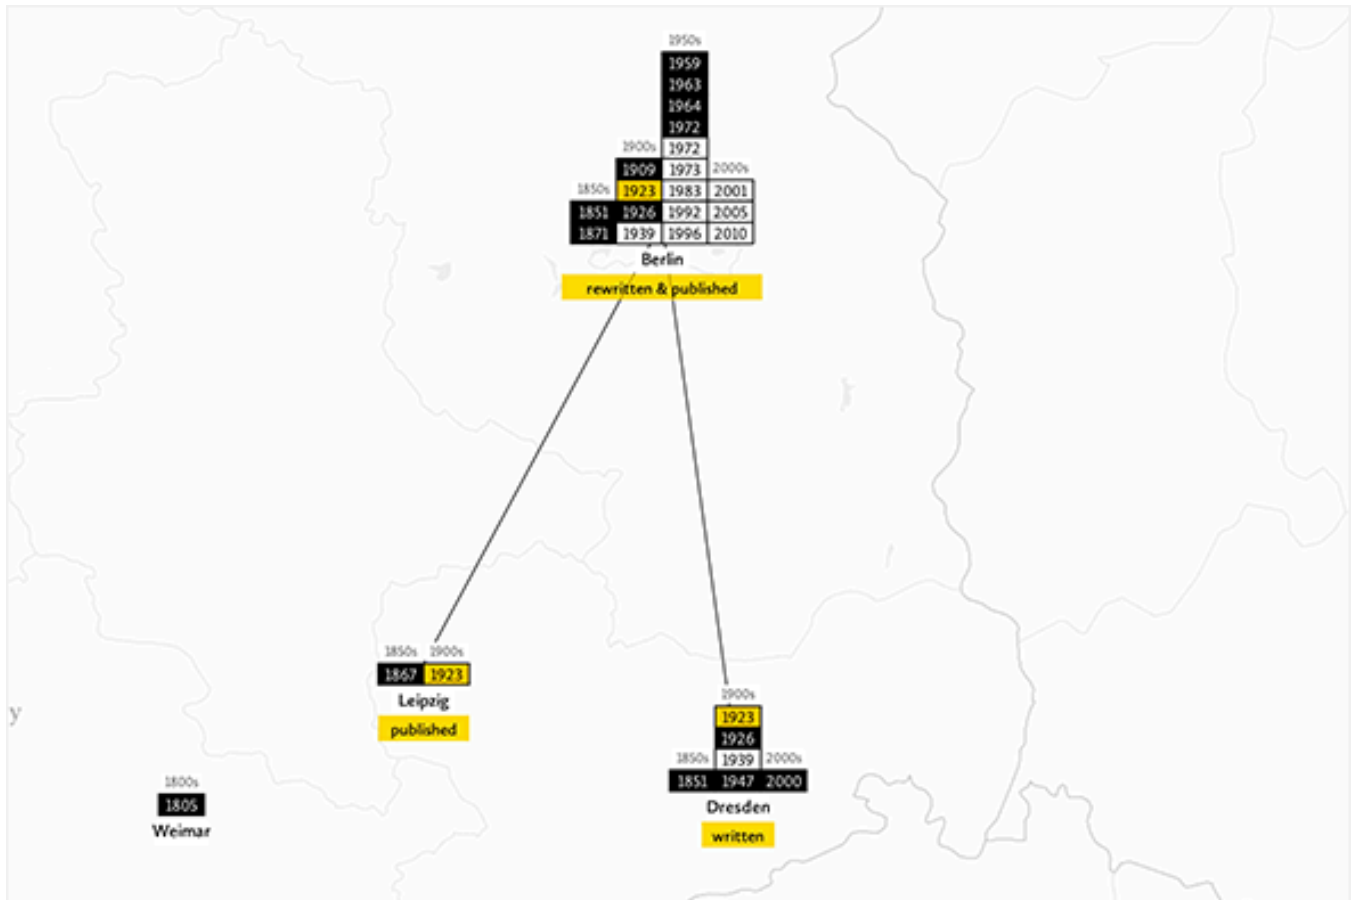 1950s
1959
1963
1964
1972
1900s 1972
1909 1973 2000s
1850s 1923 1983 2001
1851 1926 1992 2005
1871 1939 1996 2010
Berlin
rewritten & published
1850s 1900s
1867 1923
Leipzig
published
y
1900s
1923
1926
1850s 1939 2000s
1851 1947 2000
Dresden
written
1800s
1805
Weimar